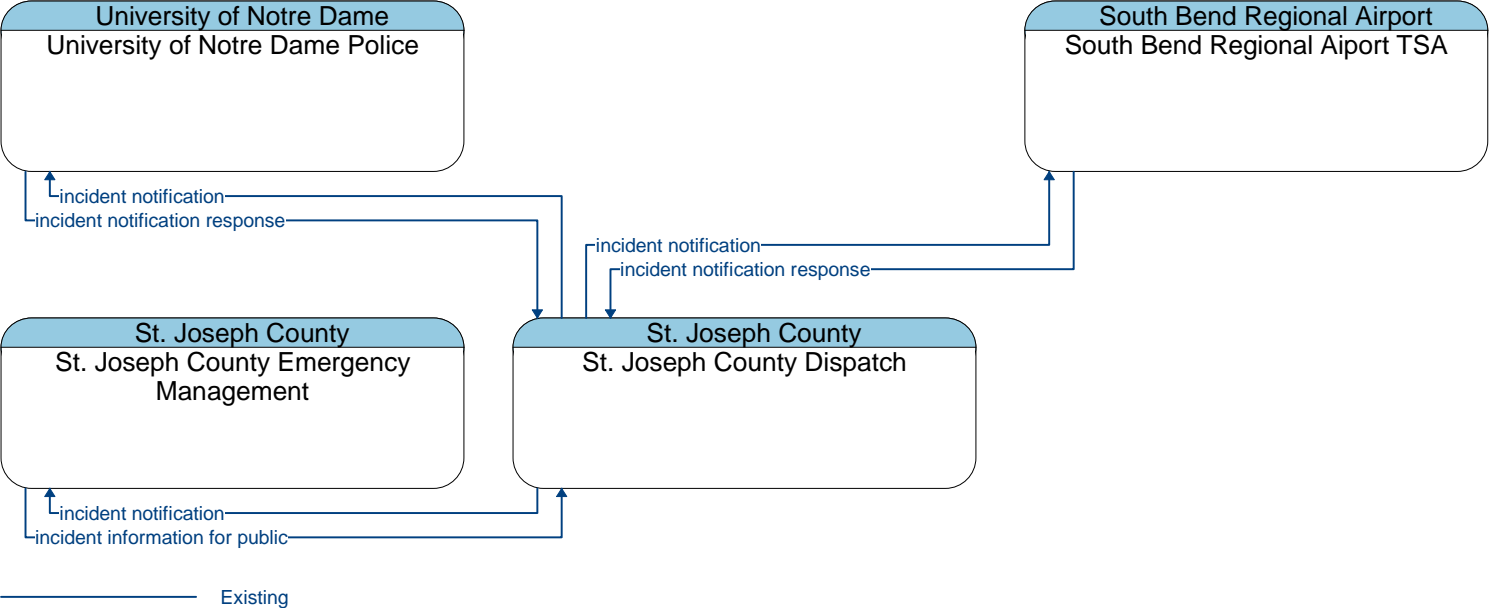 University of Notre Dame
University of Notre Dame Police
South Bend Regional Airport
South Bend Regional Aiport TSA
incident notification
incident notification response
incident notification
incident notification response
St. Joseph County
St. Joseph County Emergency
Management
St. Joseph County
St. Joseph County Dispatch
incident notification
incident information for public
Existing